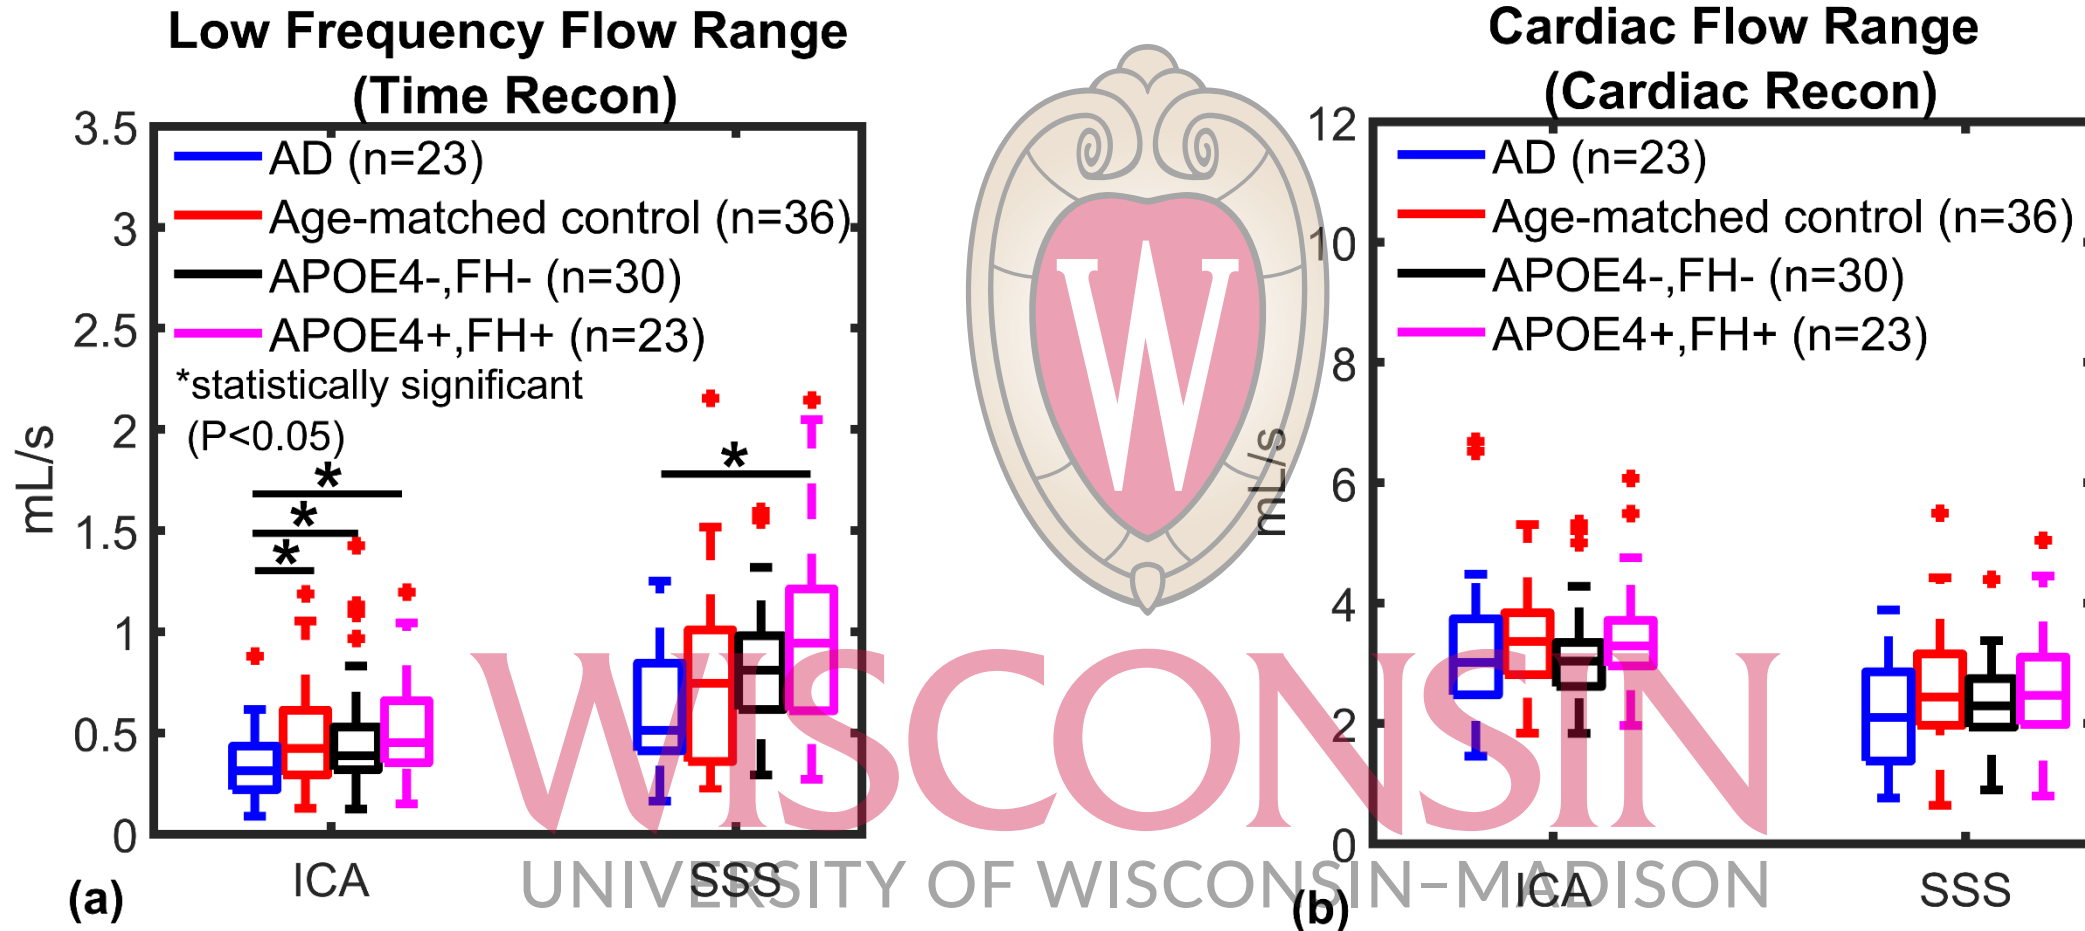 Low Frequency Flow Range
(Time Recon)
3.5
3
2.5
2
1.5
1
0.5
0
mL/s
AD (n=23)
Age-matched control (n=36)
APOE4-,FH- (n=30)
APOE4+,FH+ (n=23)
*statistically significant
(P<0.05)
*
*
*
*
ICA
SSS
(a)
W
WISCONSIN
UNIVERSITY OF WISCONSIN–MADISON
Cardiac Flow Range
(Cardiac Recon)
12
10
8
6
4
2
0
mL/s
AD (n=23)
Age-matched control (n=36)
APOE4-,FH- (n=30)
APOE4+,FH+ (n=23)
ICA
SSS
(b)